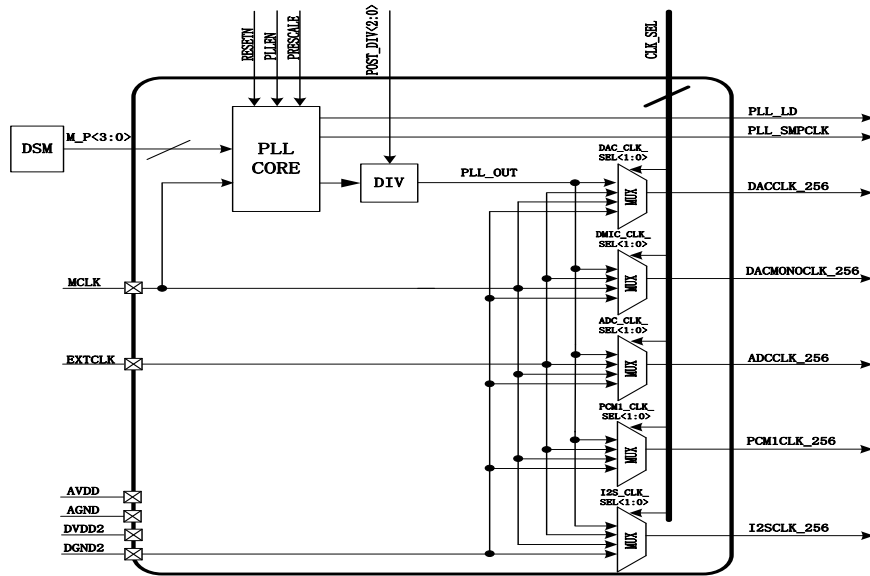 RESETN
PLLEN
PRESCALE
POST_DIV<2:0>
CLK_SEL
DSM
M_P<3:0>
PLL
CORE
DIV
PLL_OUT
PLL_LD
PLL_SMPCLK
DAC_CLK_
SEL<1:0>
MUX
DACCLK_256
DMIC_CLK_
SEL<1:0>
MUX
DACMONOCLK_256
MCLK
ADC_CLK_
SEL<1:0>
MUX
ADCCLK_256
EXTCLK
PCM1_CLK_
SEL<1:0>
MUX
PCM1CLK_256
I2S_CLK_
SEL<1:0>
MUX
I2SCLK_256
AVDD
AGND
DVDD2
DGND2